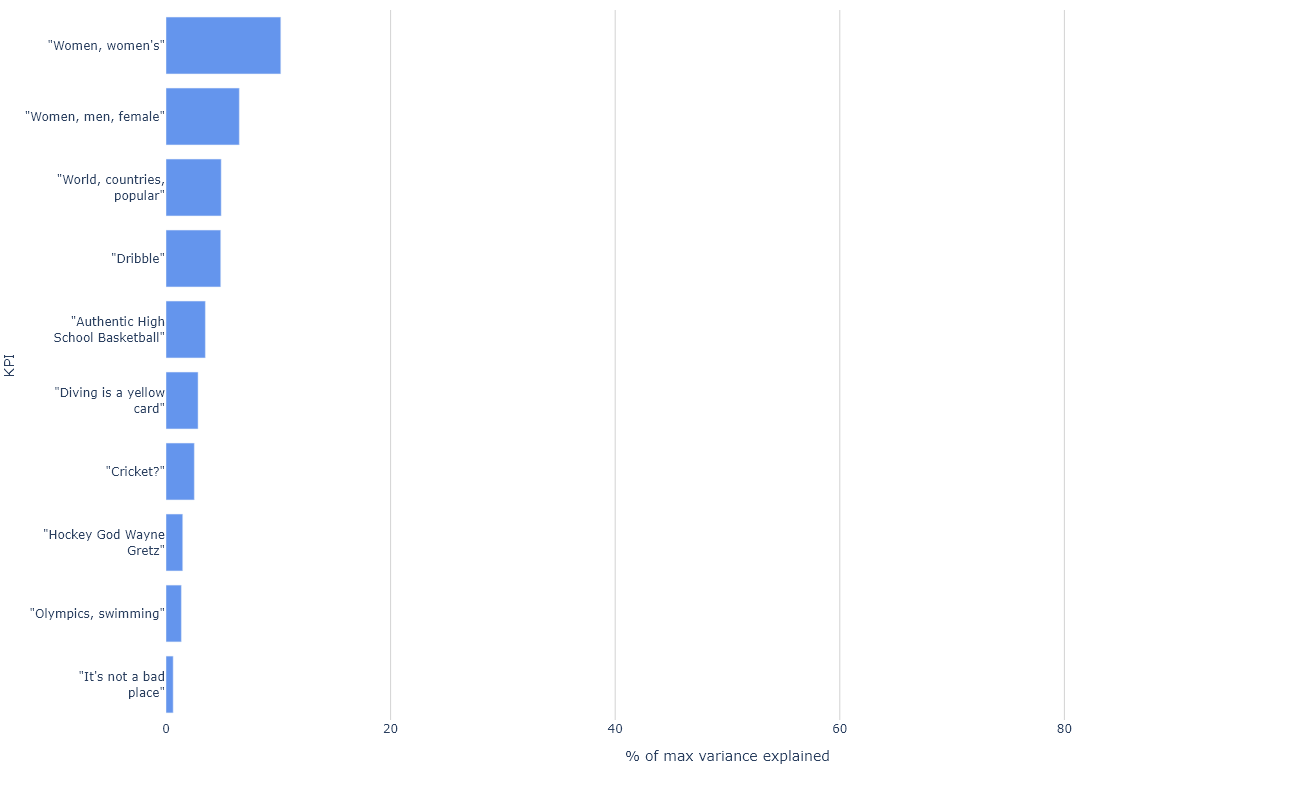 "Women, women's"
"Women, men, female"
"World, countries,
popular"
"Dribble"
"Authentic High
School Basketball"
"Diving is a yellow
card"
"Cricket?"
"Hockey God Wayne
Gretz"
"Olympics, swimming"
"It's not a bad
place"
KPI
0 20 40 60 80
% of max variance explained